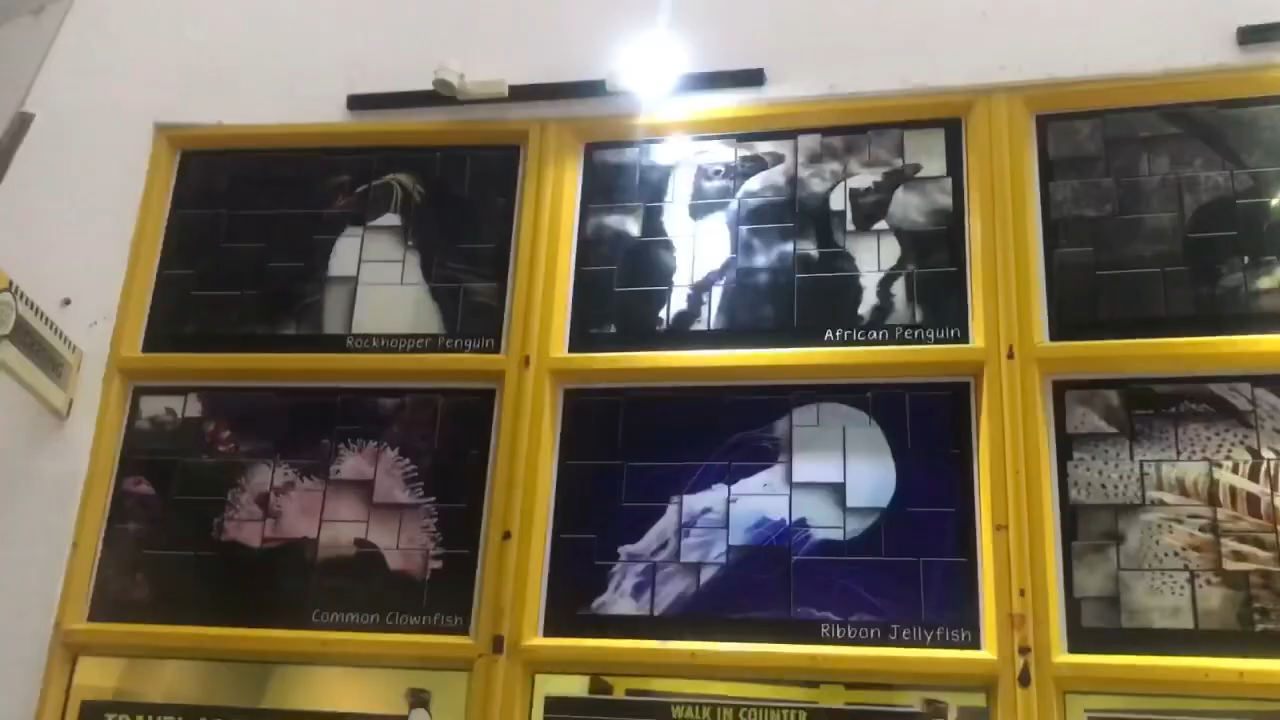 Rockhopper Penguin
African Penguin
Common Clownfish
Ribbon Jellyfish
WALK IN COUNTER